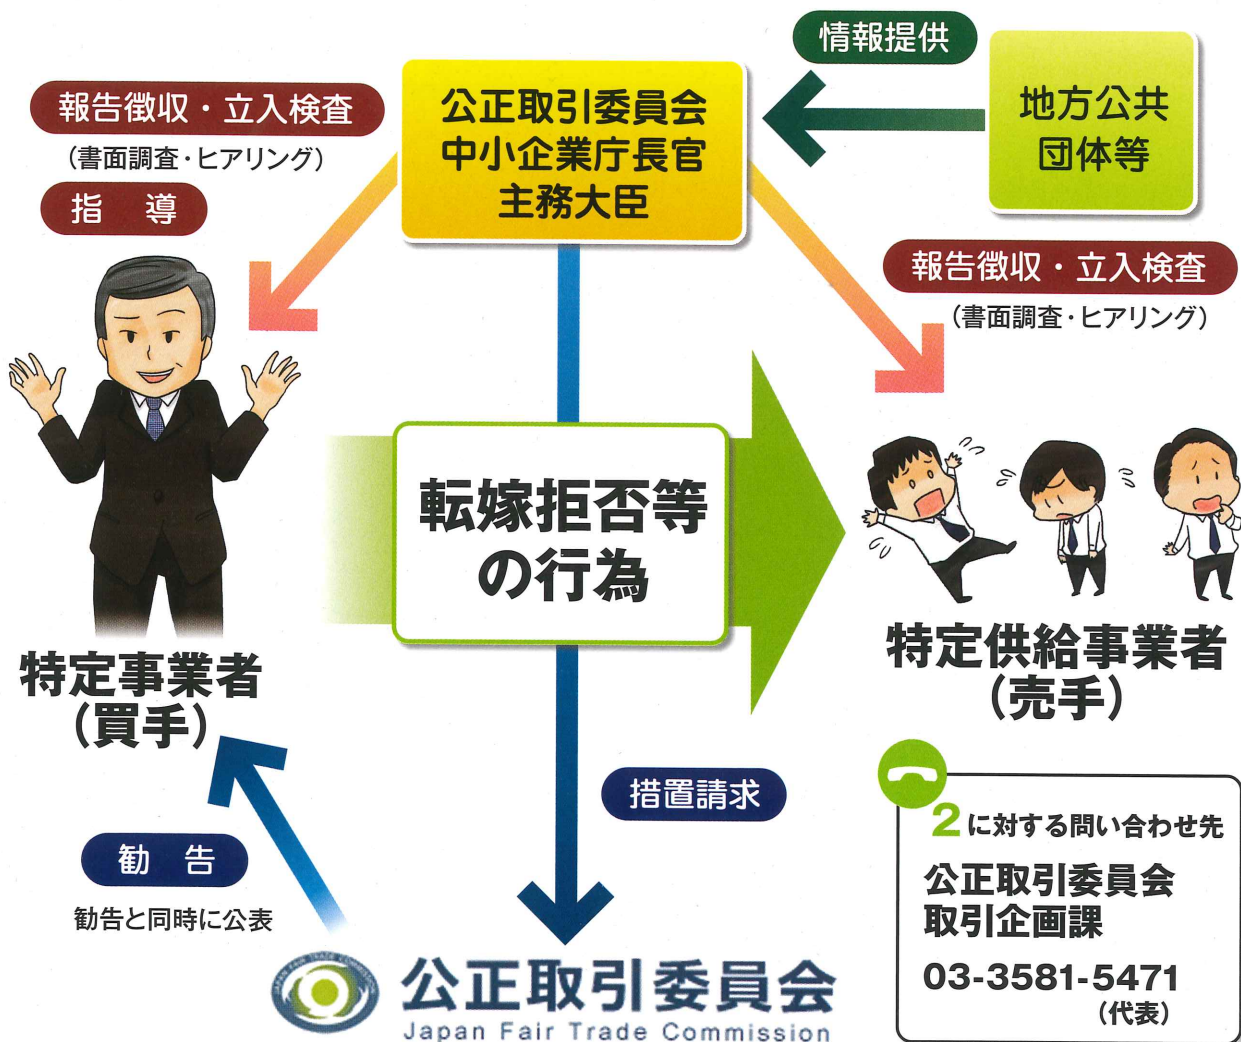 情報提供
報告徴収・立入検査
(書面調査・ヒアリング)
指 導
公正取引委員会
中小企業庁長官
主務大臣
地方公共
団体等
報告徴収・立入検査
(書面調査・ヒアリング)
転嫁拒否等
の行為
特定事業者
(買手)
特定供給事業者
(売手)
措置請求
勧 告
勧告と同時に公表
2に対する問い合わせ先
公正取引委員会
取引企画課
03-3581-5471
(代表)
JAPAN FAIR TRADE COMMISSION
公正取引委員会
Japan Fair Trade Commission